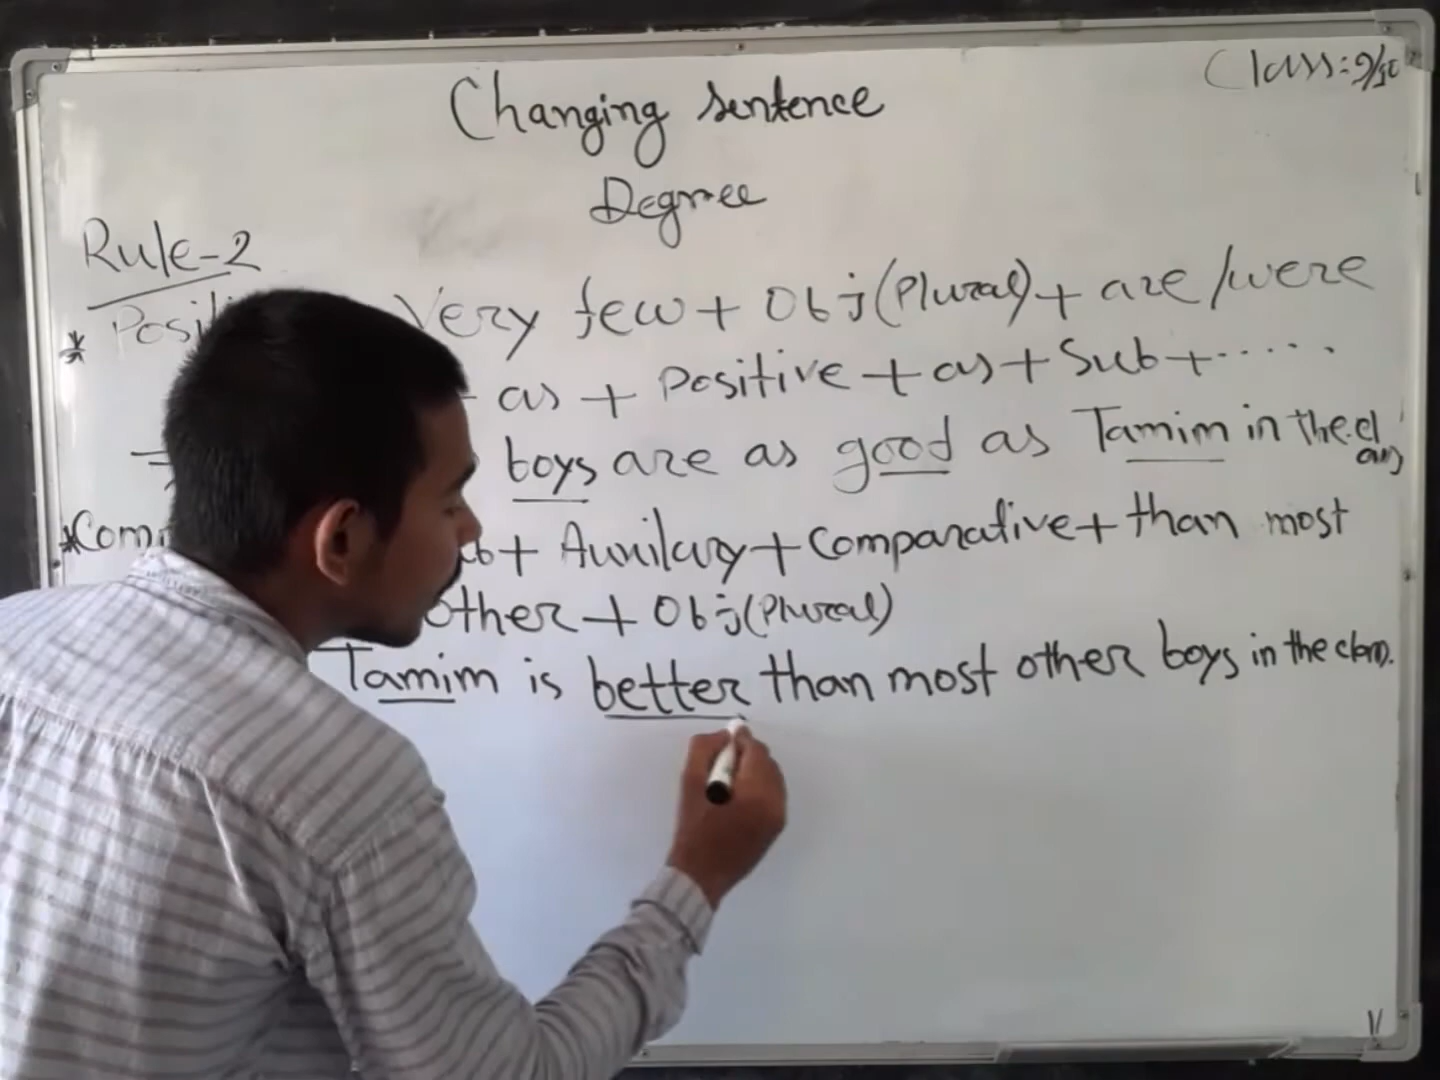 Class: 9/10
Changing sentence
Degree
Rule-2
* Posi
Very few + Obj (Plural) + are/were
as + Positive + as + Sub + ......
boys are as good as Tamim in the class
*Com
+ Auxilary + Comparative + than most
other + Obj (Plural)
Tamim is better than most other boys in the class.